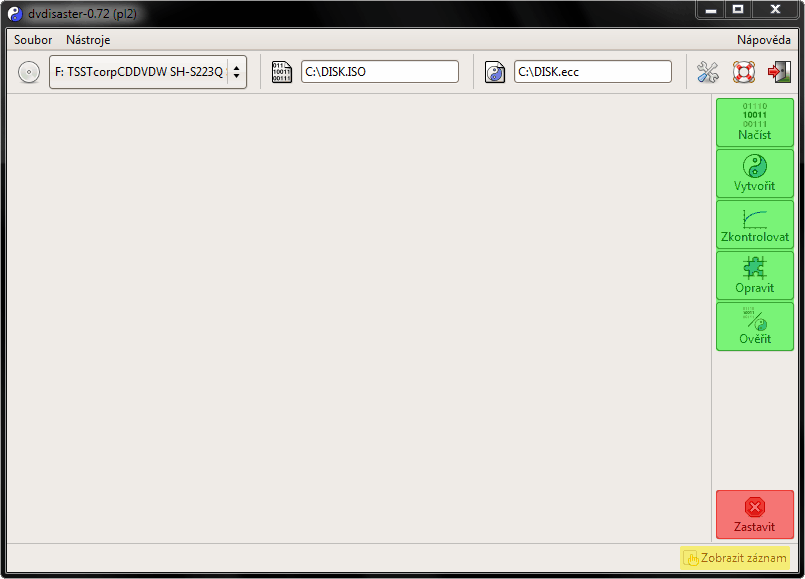 dvdisaster-0.72 (pl2)
Soubor Nástroje Nápověda
F: TSSTcorpCDDVDW SH-S223Q
C:\DISK.ISO
C:\DISK.ecc
01110
10011
00111
Načíst
Vytvořit
Zkontrolovat
Opravit
Ověřit
Zastavit
Zobrazit záznam